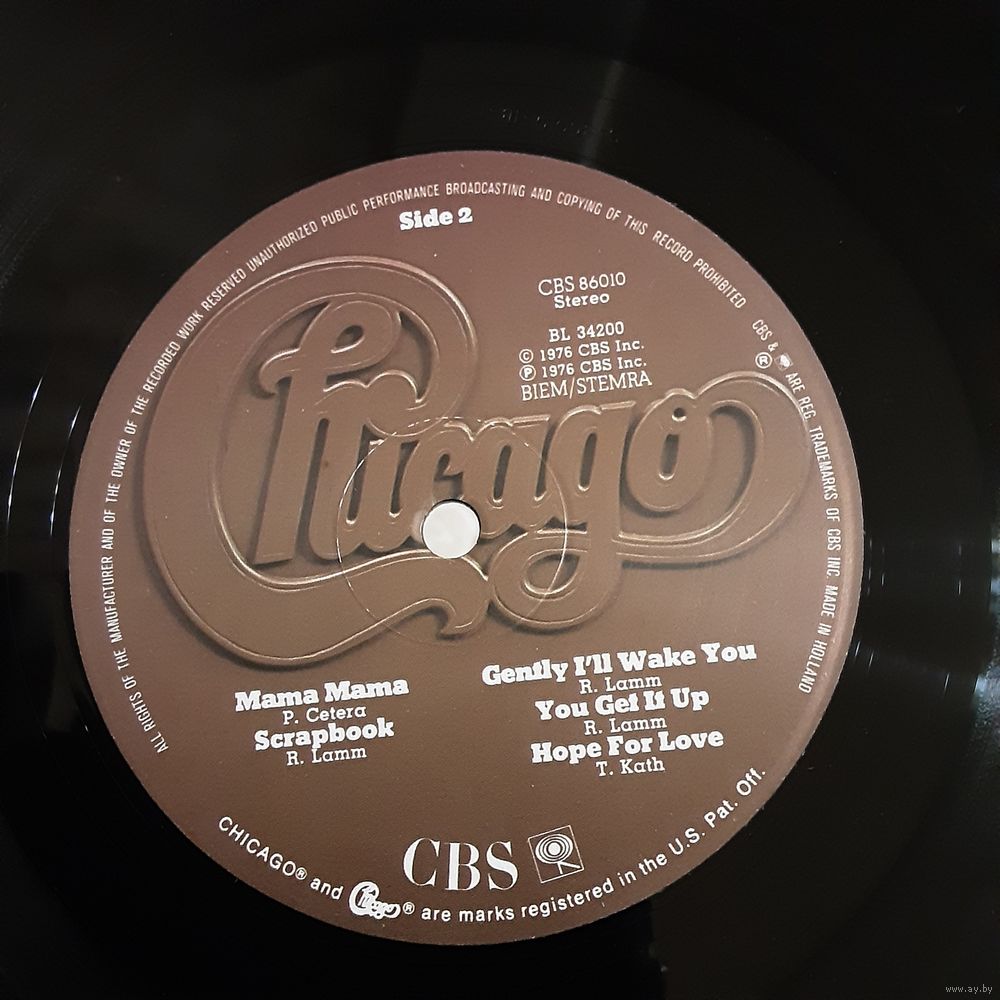 ALL RIGHTS OF THE MANUFACTURER AND OF THE OWNER OF THE RECORDED WORK RESERVED UNAUTHORIZED PUBLIC PERFORMANCE BROADCASTING AND COPYING OF THIS RECORD PROHIBITED CBS & ARE REG. TRADEMARKS OF CBS INC. MADE IN HOLLAND
Side 2
CBS 86010
Stereo
BL 34200
© 1976 CBS Inc.
℗ 1976 CBS Inc.
BIEM/STEMRA
Chicago ®
Mama Mama
P. Cetera
Scrapbook
R. Lamm
Gently I'll Wake You
R. Lamm
You Get It Up
R. Lamm
Hope For Love
T. Kath
CBS
CHICAGO® and Chicago® are marks registered in the U.S. Pat. Off.
www.ay.by